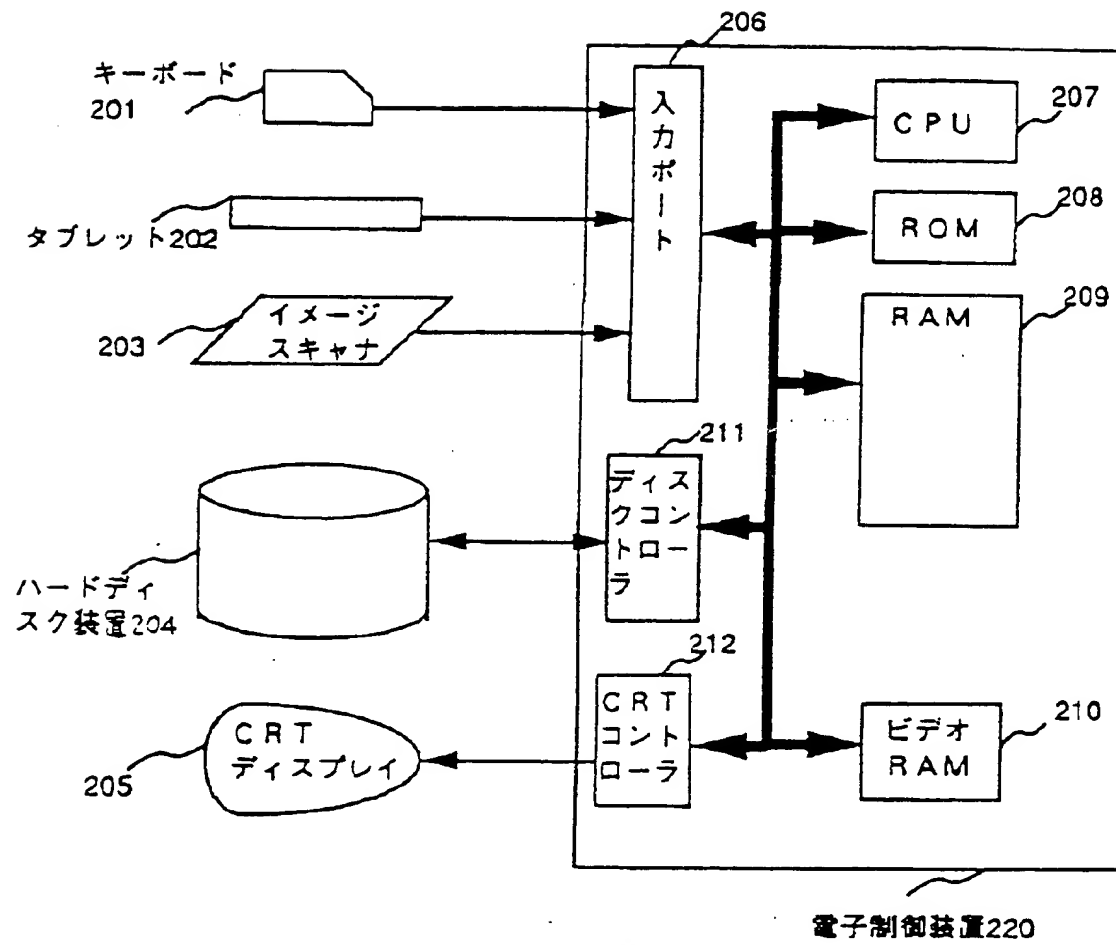 206
キーボード
201
入力ポート
CPU
207
タブレット202
ROM
208
イメージ
スキャナ
203
RAM
209
211
ディス
クコン
トロー
ラ
ハードディ
スク装置204
212
CRT
コント
ローラ
CRT
ディスプレイ
205
ビデオ
RAM
210
電子制御装置220